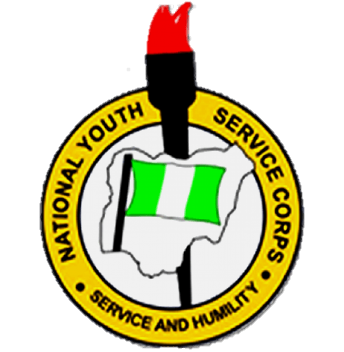 NATIONAL YOUTH SERVICE CORPS
SERVICE AND HUMILITY